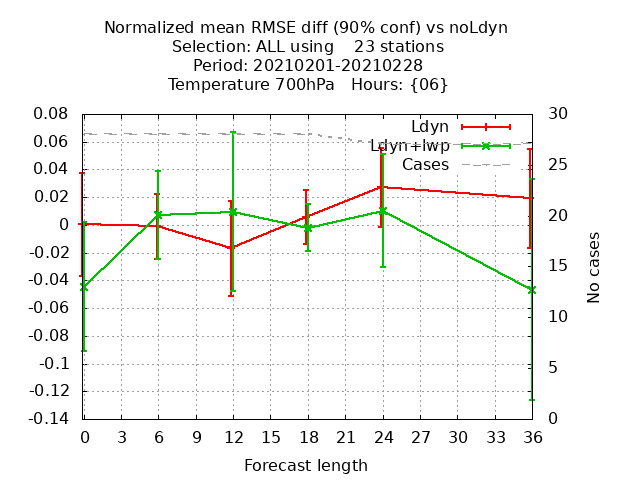 Normalized mean RMSE diff (90% conf) vs noLdyn
Selection: ALL using    23 stations
Period: 20210201-20210228
Temperature 700hPa   Hours: {06}
0.08
0.06
0.04
0.02
0
-0.02
-0.04
-0.06
-0.08
-0.1
-0.12
-0.14
Ldyn
Ldyn+lwp
Cases
30
25
20
15
10
5
0
No cases
0 3 6 9 12 15 18 21 24 27 30 33 36
Forecast length